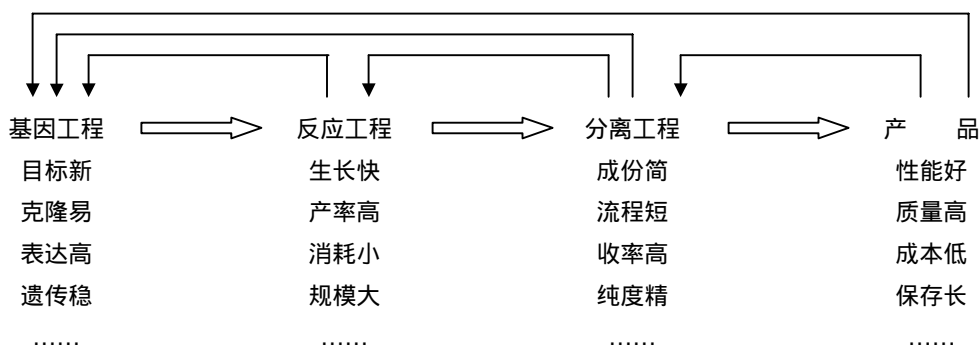 基因工程 反应工程 分离工程 产 品
目标新 生长快 成份简 性能好
克隆易 产率高 流程短 质量高
表达高 消耗小 收率高 成本低
遗传稳 规模大 纯度精 保存长
…… …… …… ……